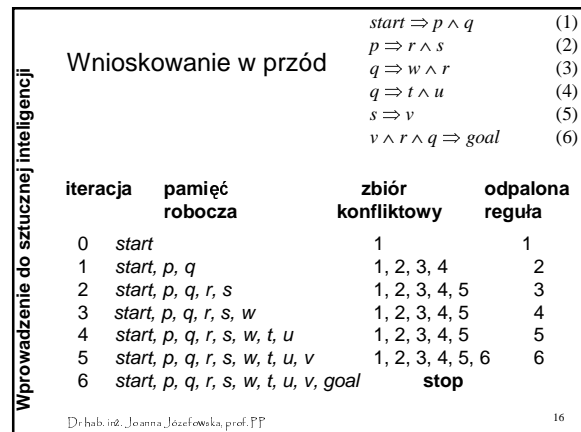 Wprowadzenie do sztucznej inteligencji
Wnioskowanie w przód
start ⇒ p ∧ q (1)
p ⇒ r ∧ s (2)
q ⇒ w ∧ r (3)
q ⇒ t ∧ u (4)
s ⇒ v (5)
v ∧ r ∧ q ⇒ goal (6)
iteracja pamięć zbiór odpalona
robocza konfliktowy reguła
0 start 1 1
1 start, p, q 1, 2, 3, 4 2
2 start, p, q, r, s 1, 2, 3, 4, 5 3
3 start, p, q, r, s, w 1, 2, 3, 4, 5 4
4 start, p, q, r, s, w, t, u 1, 2, 3, 4, 5 5
5 start, p, q, r, s, w, t, u, v 1, 2, 3, 4, 5, 6 6
6 start, p, q, r, s, w, t, u, v, goal stop
Dr hab. inż. Joanna Józefowska, prof. PP 16